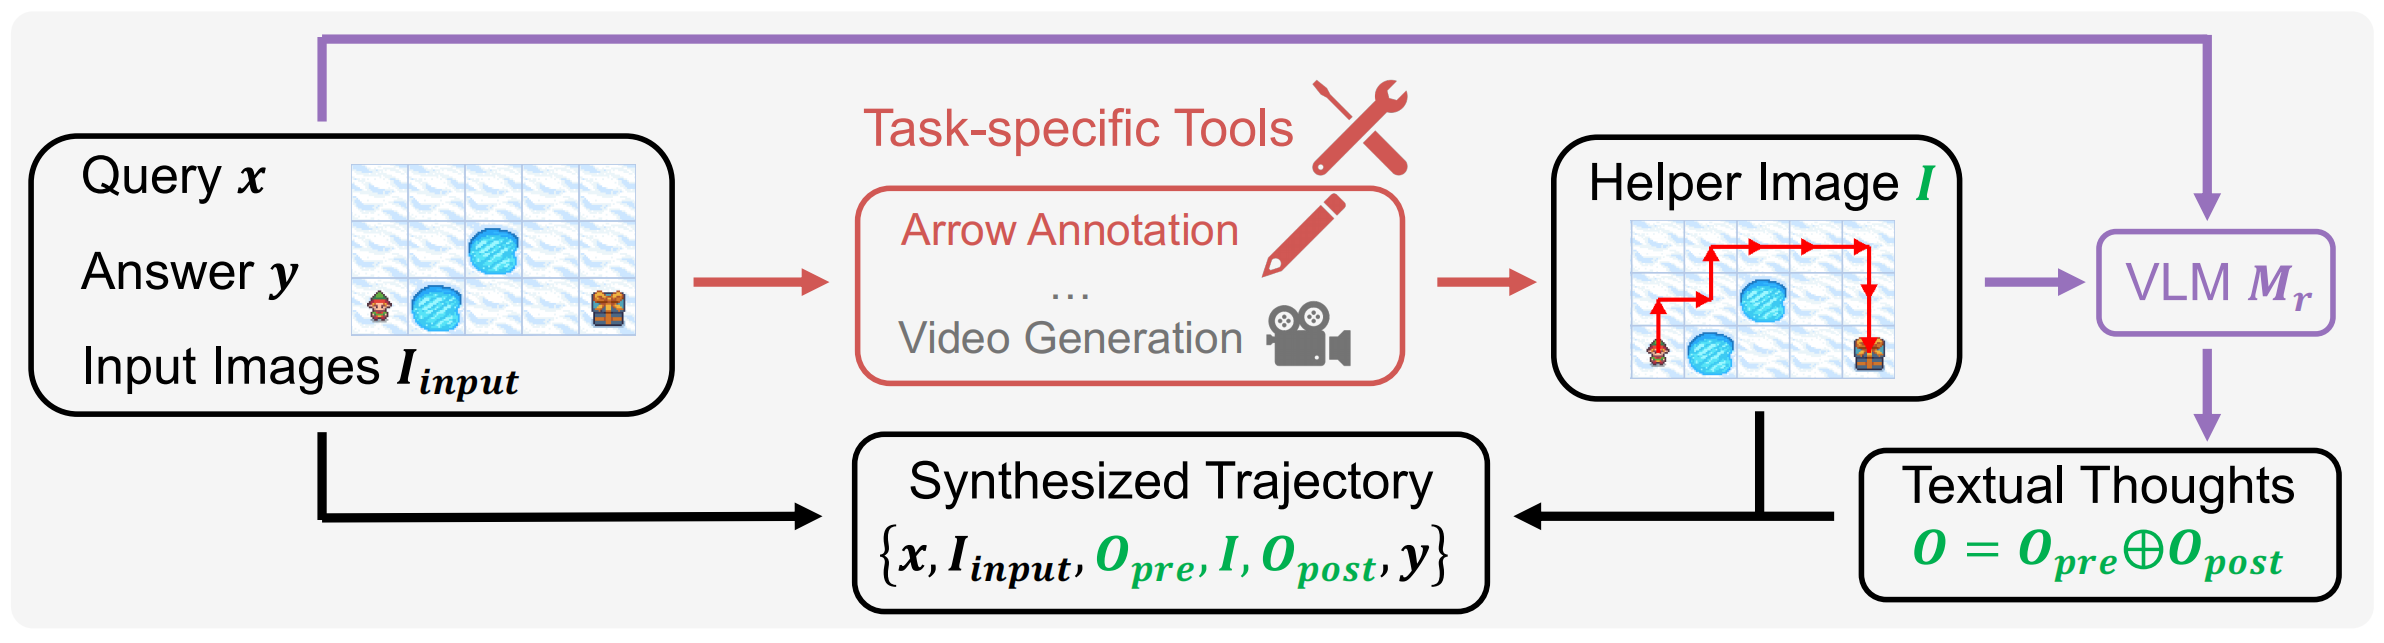 Query x
Answer y
Input Images I_input
Task-specific Tools
Arrow Annotation
...
Video Generation
Helper Image I
VLM M_r
Textual Thoughts
O = O_pre⊕O_post
Synthesized Trajectory
{x, I_input, O_pre, I, O_post, y}